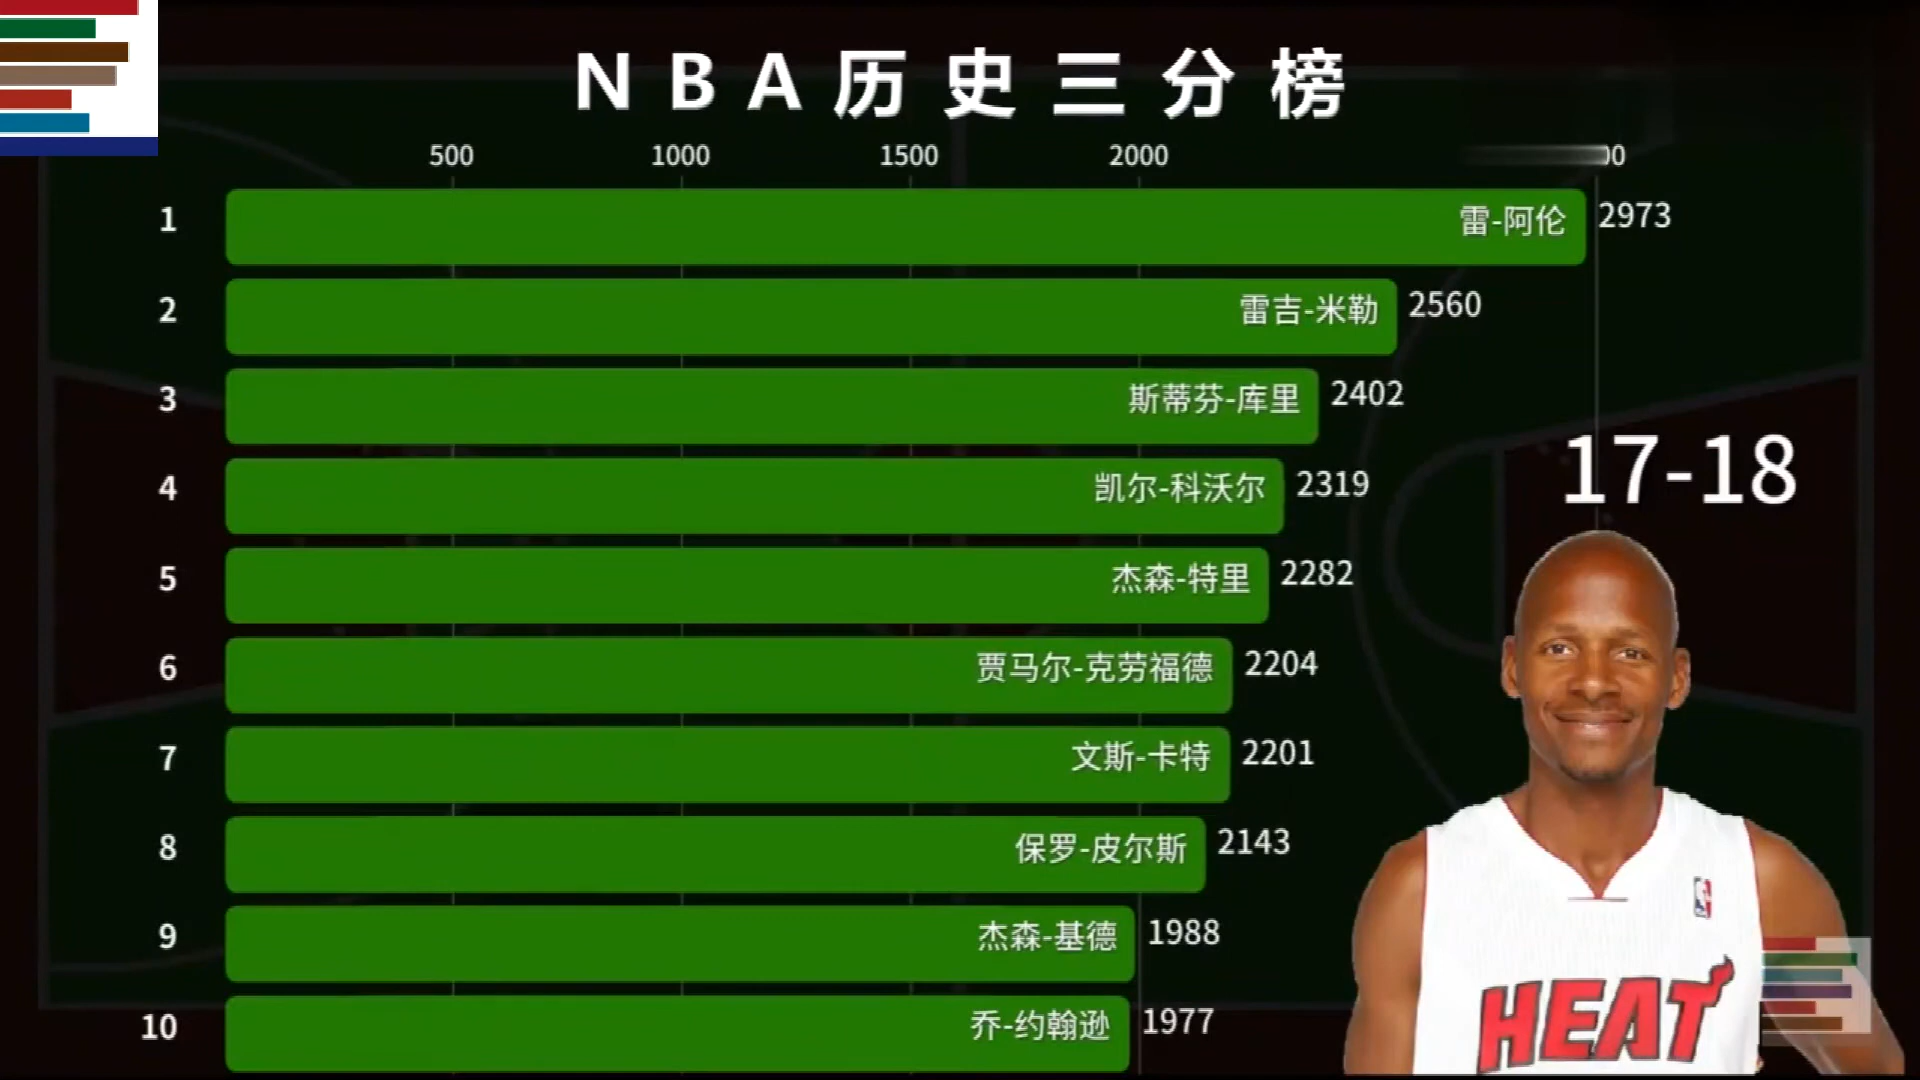 NBA历史三分榜
500 1000 1500 2000 00
1 雷-阿伦 2973
2 雷吉-米勒 2560
3 斯蒂芬-库里 2402
4 凯尔-科沃尔 2319
17-18
5 杰森-特里 2282
6 贾马尔-克劳福德 2204
7 文斯-卡特 2201
8 保罗-皮尔斯 2143
9 杰森-基德 1988
10 乔-约翰逊 1977
HEAT